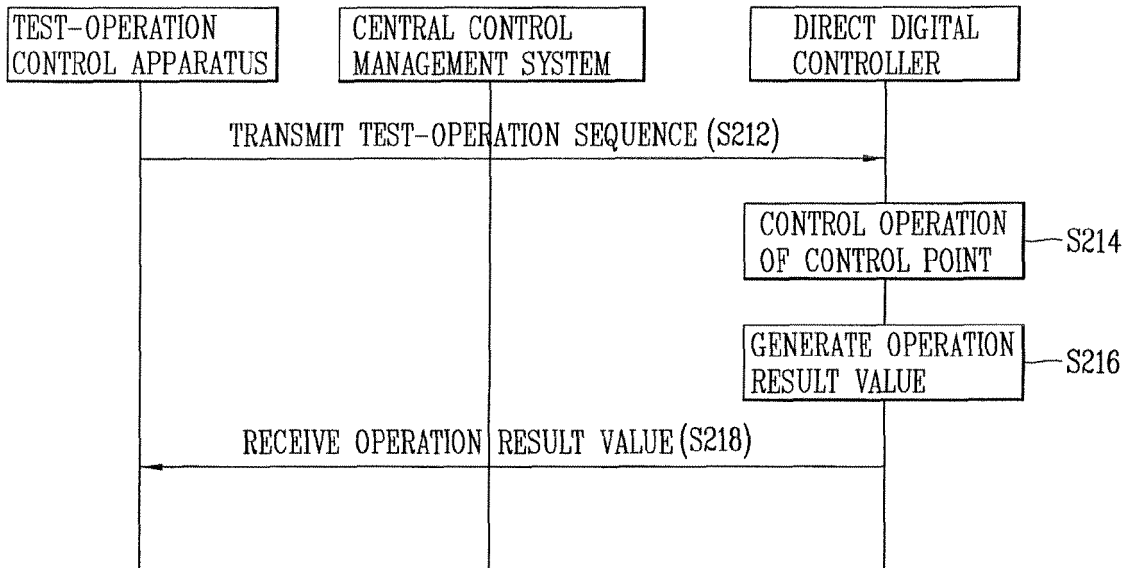 TEST-OPERATION
CONTROL APPARATUS
CENTRAL CONTROL
MANAGEMENT SYSTEM
DIRECT DIGITAL
CONTROLLER
TRANSMIT TEST-OPERATION SEQUENCE (S212)
CONTROL OPERATION
OF CONTROL POINT
S214
GENERATE OPERATION
RESULT VALUE
S216
RECEIVE OPERATION RESULT VALUE (S218)